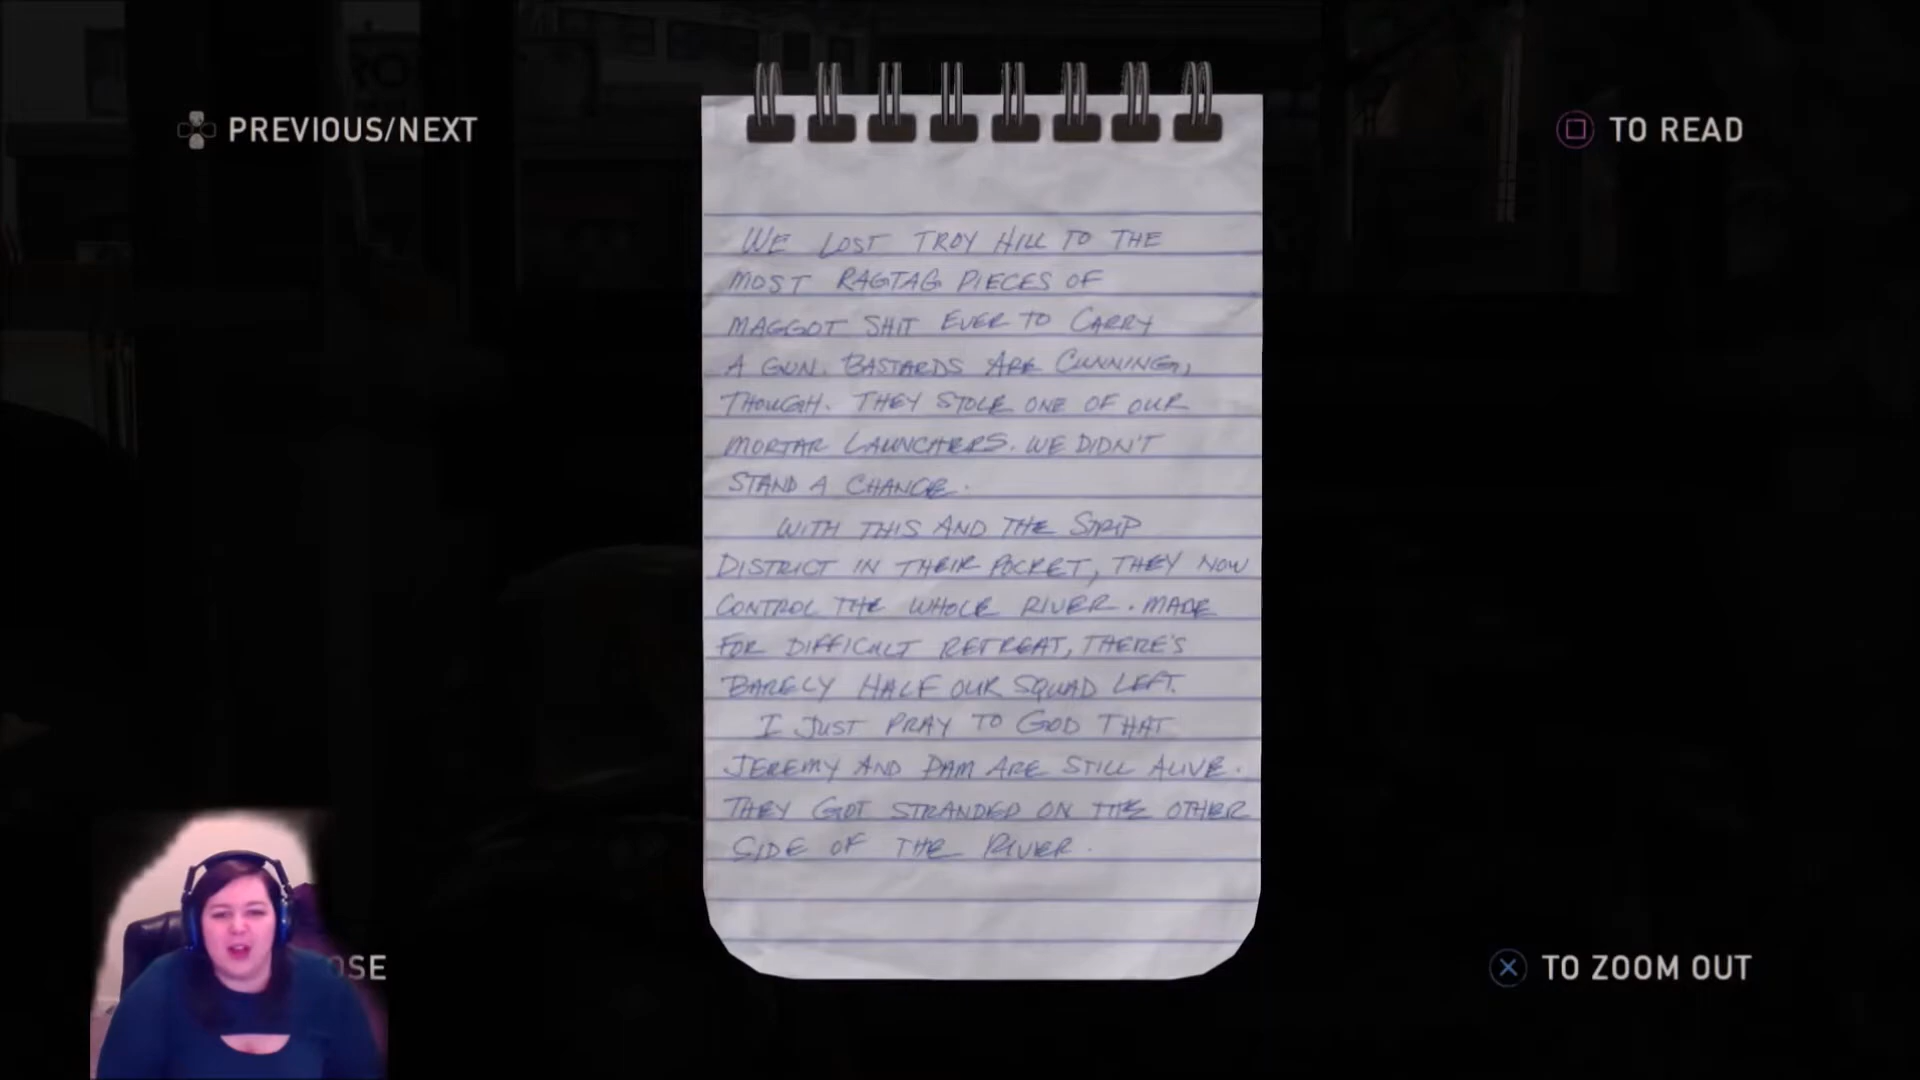 PREVIOUS/NEXT
TO READ
WE LOST TROY HILL TO THE
MOST RAGTAG PIECES OF
MAGGOT SHIT EVER TO CARRY
A GUN. BASTARDS ARE CUNNING,
THOUGH. THEY STOLE ONE OF OUR
MORTAR LAUNCHERS. WE DIDN'T
STAND A CHANCE.
WITH THIS AND THE STRIP
DISTRICT IN THEIR POCKET, THEY NOW
CONTROL THE WHOLE RIVER. MADE
FOR DIFFICULT RETREAT, THERE'S
BARELY HALF OUR SQUAD LEFT.
I JUST PRAY TO GOD THAT
JEREMY AND PAM ARE STILL ALIVE.
THEY GOT STRANDED ON THE OTHER
SIDE OF THE RIVER.
OSE
TO ZOOM OUT